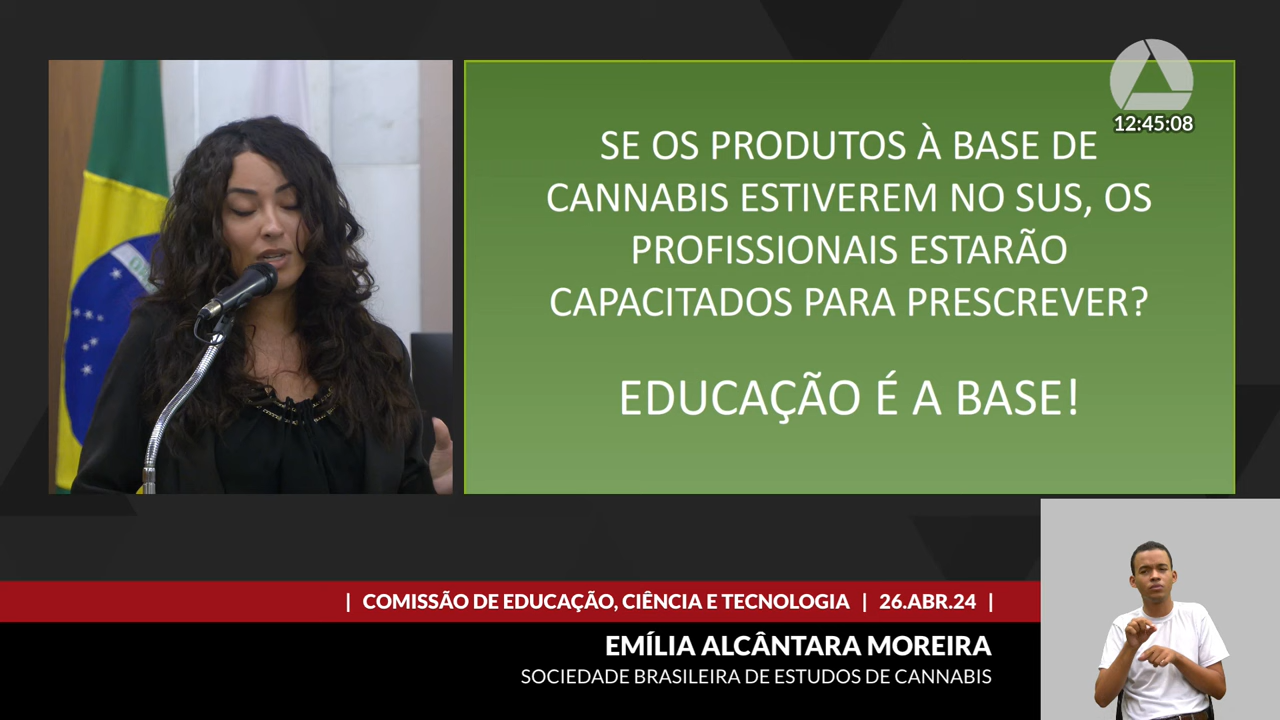 12:45:08
SE OS PRODUTOS À BASE DE
CANNABIS ESTIVEREM NO SUS, OS
PROFISSIONAIS ESTARÃO
CAPACITADOS PARA PRESCREVER?
EDUCAÇÃO É A BASE!
| COMISSÃO DE EDUCAÇÃO, CIÊNCIA E TECNOLOGIA | 26.ABR.24 |
EMÍLIA ALCÂNTARA MOREIRA
SOCIEDADE BRASILEIRA DE ESTUDOS DE CANNABIS